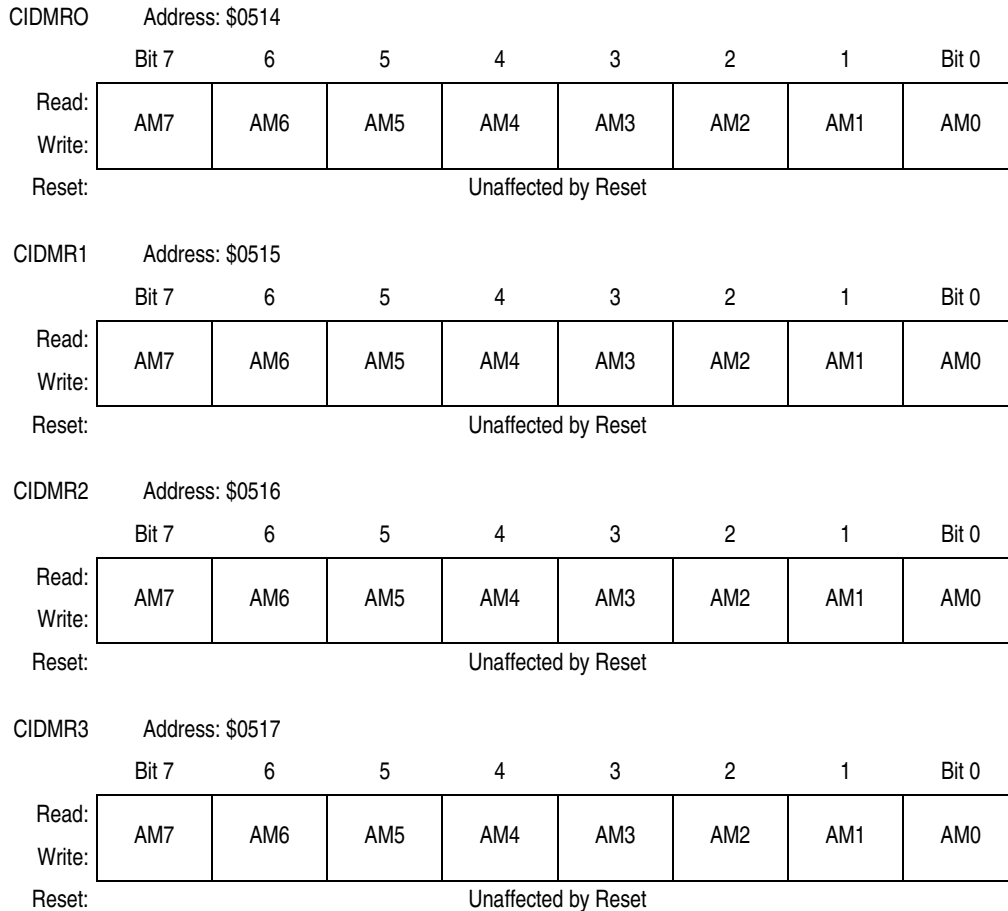 CIDMRO Address: $0514
Bit 7 6 5 4 3 2 1 Bit 0
Read:
AM7 AM6 AM5 AM4 AM3 AM2 AM1 AM0
Write:
Reset: Unaffected by Reset
CIDMR1 Address: $0515
Bit 7 6 5 4 3 2 1 Bit 0
Read:
AM7 AM6 AM5 AM4 AM3 AM2 AM1 AM0
Write:
Reset: Unaffected by Reset
CIDMR2 Address: $0516
Bit 7 6 5 4 3 2 1 Bit 0
Read:
AM7 AM6 AM5 AM4 AM3 AM2 AM1 AM0
Write:
Reset: Unaffected by Reset
CIDMR3 Address: $0517
Bit 7 6 5 4 3 2 1 Bit 0
Read:
AM7 AM6 AM5 AM4 AM3 AM2 AM1 AM0
Write:
Reset: Unaffected by Reset